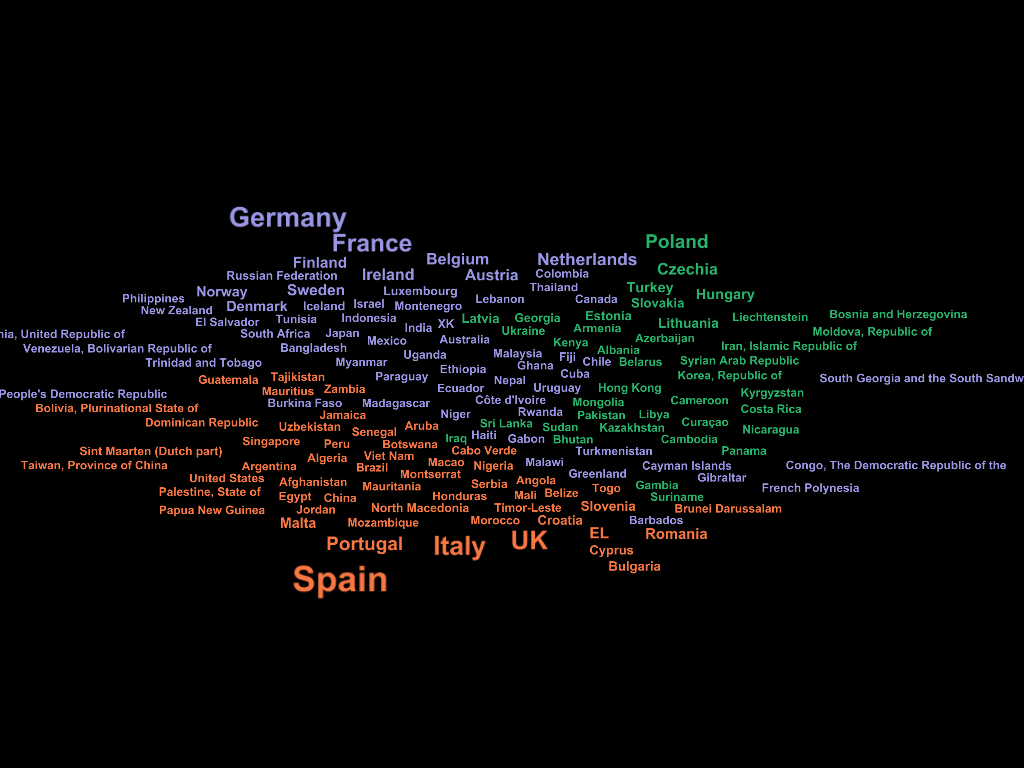 Germany
France
Poland
Finland
Belgium
Netherlands
Czechia
Russian Federation
Ireland
Austria
Colombia
Norway
Sweden
Luxembourg
Thailand
Turkey
Hungary
Philippines
Denmark
Iceland
Israel
Montenegro
Lebanon
Canada
Slovakia
New Zealand
El Salvador
Tunisia
Indonesia
India
XK
Latvia
Georgia
Estonia
Lithuania
Liechtenstein
Bosnia and Herzegovina
nia, United Republic of
South Africa
Japan
Mexico
Australia
Ukraine
Armenia
Azerbaijan
Moldova, Republic of
Venezuela, Bolivarian Republic of
Bangladesh
Uganda
Malaysia
Kenya
Albania
Iran, Islamic Republic of
Trinidad and Tobago
Myanmar
Ethiopia
Ghana
Fiji
Chile
Belarus
Syrian Arab Republic
Guatemala
Tajikistan
Paraguay
Nepal
Cuba
Korea, Republic of
South Georgia and the South Sandw
People's Democratic Republic
Mauritius
Zambia
Ecuador
Uruguay
Hong Kong
Kyrgyzstan
Bolivia, Plurinational State of
Burkina Faso
Madagascar
Côte d'Ivoire
Mongolia
Cameroon
Costa Rica
Dominican Republic
Jamaica
Niger
Rwanda
Pakistan
Libya
Curaçao
Uzbekistan
Senegal
Aruba
Sri Lanka
Sudan
Kazakhstan
Nicaragua
Sint Maarten (Dutch part)
Singapore
Peru
Botswana
Iraq
Haiti
Gabon
Bhutan
Cambodia
Panama
Taiwan, Province of China
Argentina
Algeria
Viet Nam
Cabo Verde
Turkmenistan
Brazil
Macao
Nigeria
Malawi
Cayman Islands
Congo, The Democratic Republic of the
United States
Afghanistan
Montserrat
Serbia
Angola
Greenland
Gibraltar
Palestine, State of
Egypt
China
Mauritania
Honduras
Mali
Belize
Togo
Gambia
Suriname
French Polynesia
Papua New Guinea
Jordan
North Macedonia
Timor-Leste
Slovenia
Brunei Darussalam
Malta
Mozambique
Morocco
Croatia
Barbados
Portugal
Italy
UK
EL
Romania
Cyprus
Spain
Bulgaria